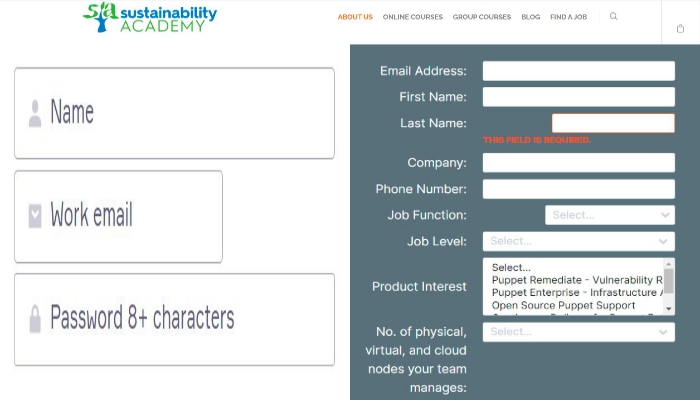 sa sustainability
ACADEMY
ABOUT US ONLINE COURSES GROUP COURSES BLOG FIND A JOB
Name
Work email
Password 8+ characters
Email Address:
First Name:
Last Name:
THIS FIELD IS REQUIRED.
Company:
Phone Number:
Job Function: Select...
Job Level: Select...
Product Interest
Select...
Puppet Remediate - Vulnerability R
Puppet Enterprise - Infrastructure A
Open Source Puppet Support
No. of physical, Select...
virtual, and cloud
nodes your team
manages: